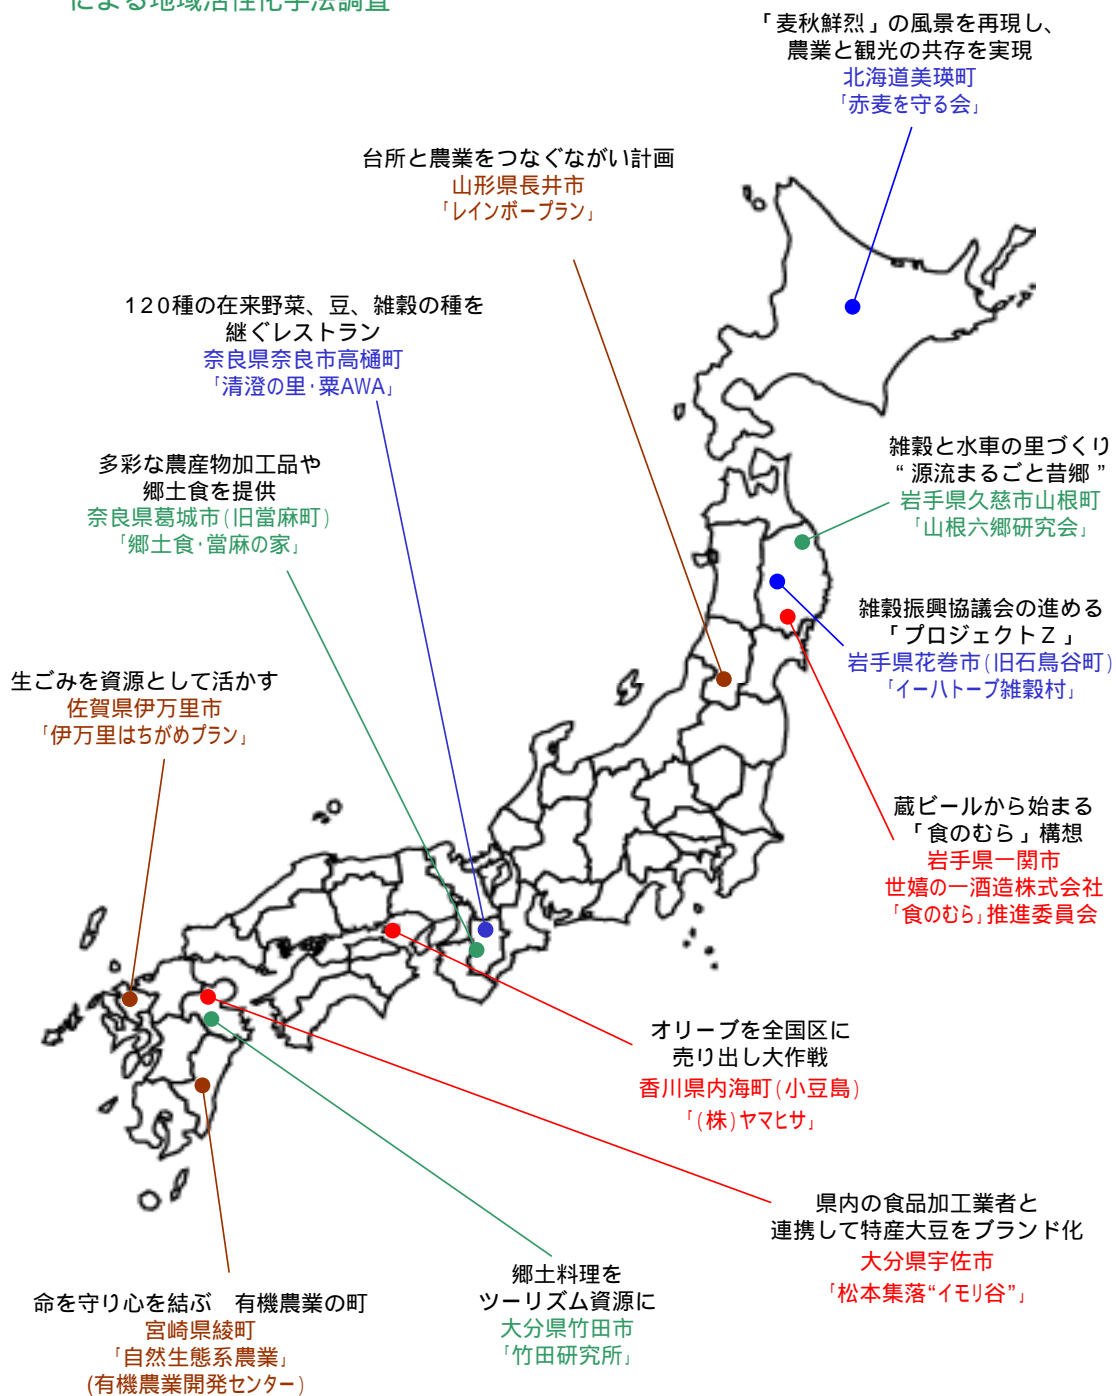 による地域活性化手法調査
「麦秋鮮烈」の風景を再現し、
農業と観光の共存を実現
北海道美瑛町
「赤麦を守る会」
台所と農業をつなぐながい計画
山形県長井市
「レインボープラン」
120種の在来野菜、豆、雑穀の種を
継ぐレストラン
奈良県奈良市高樋町
「清澄の里・粟AWA」
多彩な農産物加工品や
郷土食を提供
奈良県葛城市(旧當麻町)
「郷土食・當麻の家」
雑穀と水車の里づくり
“源流まるごと昔郷”
岩手県久慈市山根町
「山根六郷研究会」
雑穀振興協議会の進める
「プロジェクトZ」
岩手県花巻市(旧石鳥谷町)
「イーハトーブ雑穀村」
生ごみを資源として活かす
佐賀県伊万里市
「伊万里はちがめプラン」
蔵ビールから始まる
「食のむら」構想
岩手県一関市
世嬉の一酒造株式会社
「食のむら」推進委員会
オリーブを全国区に
売り出し大作戦
香川県内海町(小豆島)
「(株)ヤマヒサ」
県内の食品加工業者と
連携して特産大豆をブランド化
大分県宇佐市
「松本集落“イモリ谷”」
郷土料理を
ツーリズム資源に
大分県竹田市
「竹田研究所」
命を守り心を結ぶ　有機農業の町
宮崎県綾町
「自然生態系農業」
(有機農業開発センター)